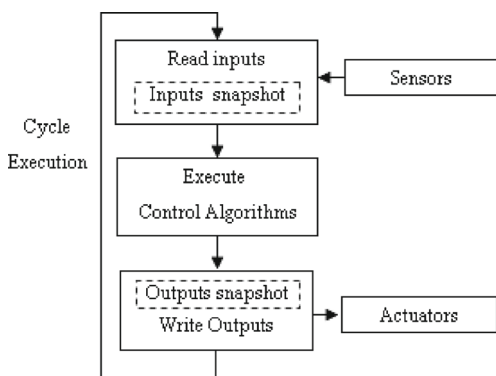 Read inputs
Inputs snapshot
Sensors
Cycle
Execution
Execute
Control Algorithms
Outputs snapshot
Write Outputs
Actuators